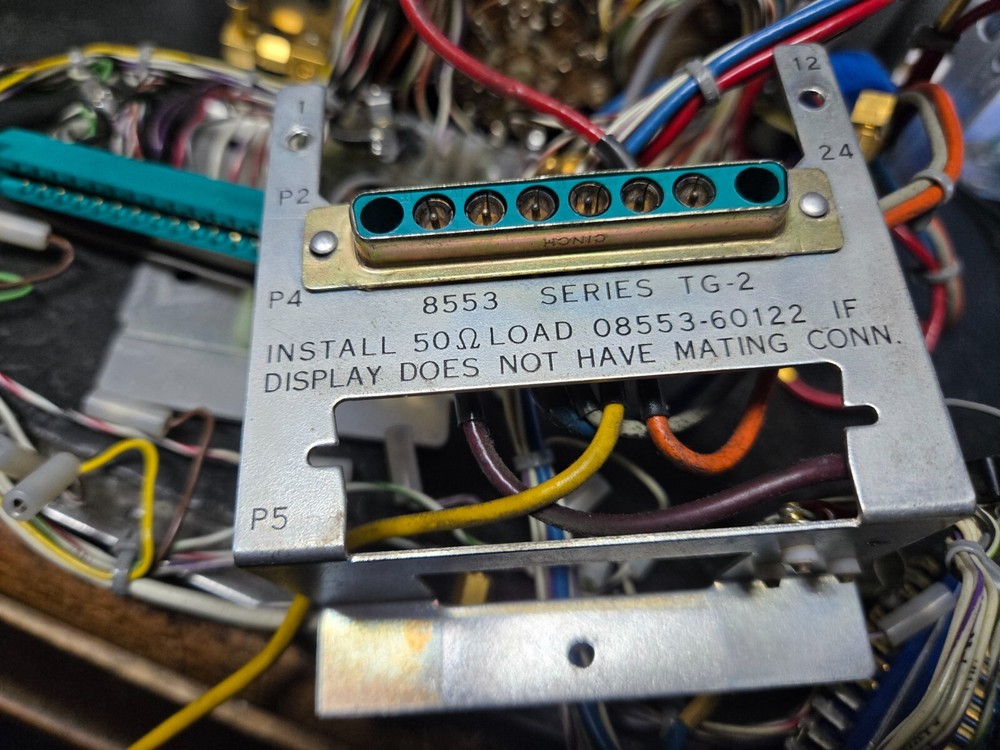 1
12
24
P2
CINCH
P4
8553 SERIES TG-2
INSTALL 50Ω LOAD 08553-60122 IF
DISPLAY DOES NOT HAVE MATING CONN.
P5